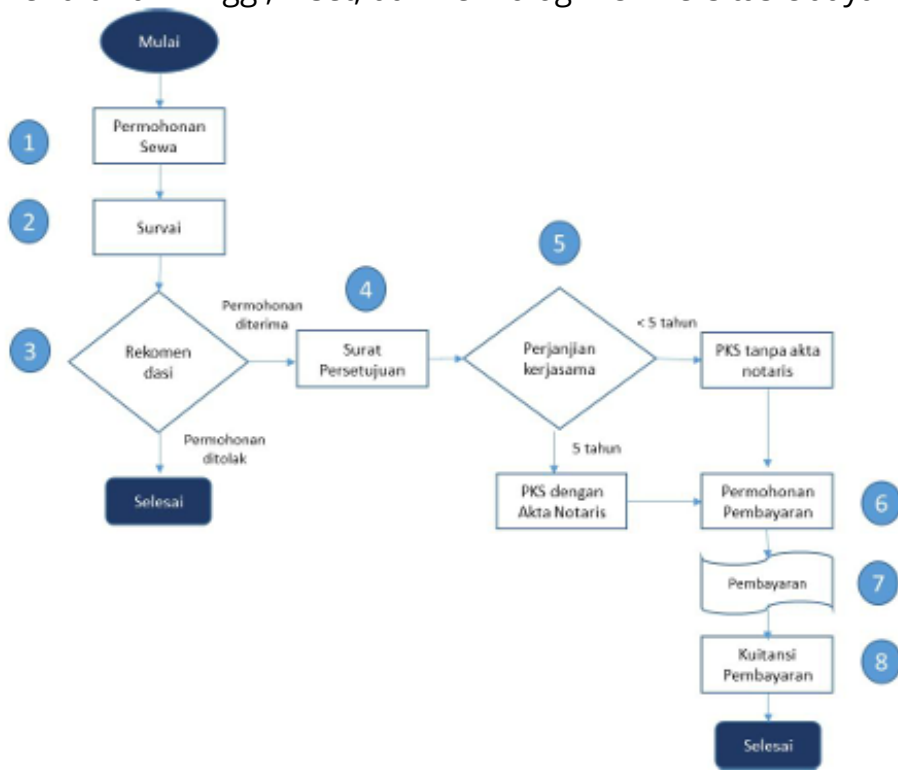 Mulai
1
Permohonan
Sewa
2
Survai
3
Rekomen
dasi
Permohonan
diterima
Permohonan
ditolak
Selesai
4
Surat
Persetujuan
5
Perjanjian
kerjasama
< 5 tahun
PKS tanpa akta
notaris
5 tahun
PKS dengan
Akta Notaris
Permohonan
Pembayaran
6
Pembayaran
7
Kuitansi
Pembayaran
8
Selesai